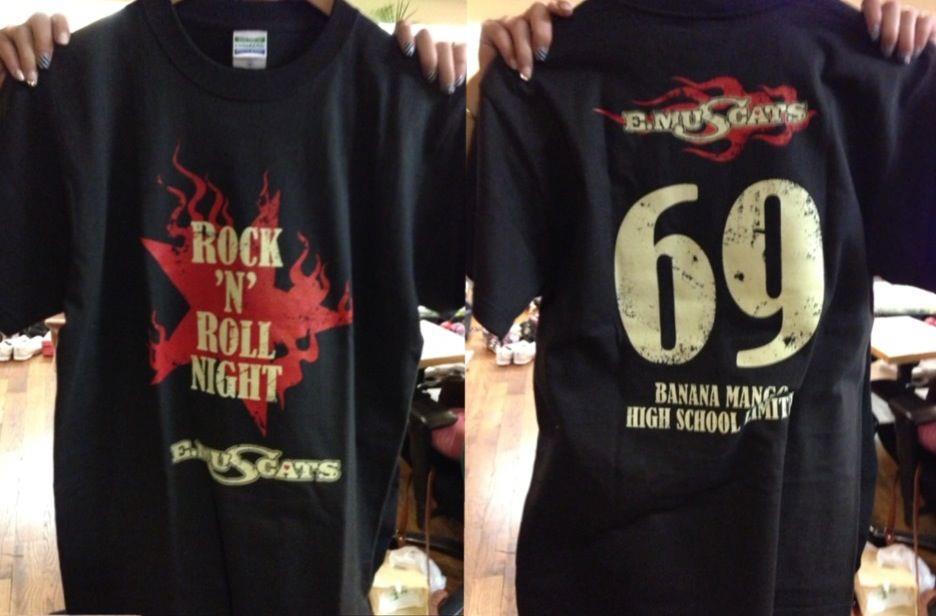 ROCK
'N'
ROLL
NIGHT
E.MUSCATS
E.MUSCATS
69
BANANA MANGO
HIGH SCHOOL